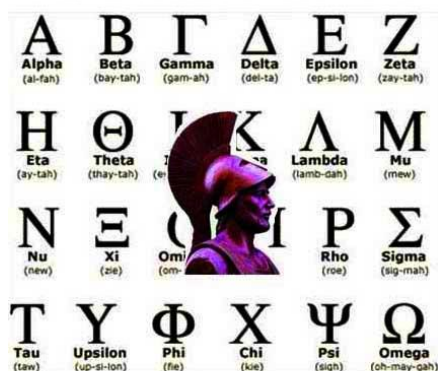 Α Β Γ Δ Ε Ζ
Alpha Beta Gamma Delta Epsilon Zeta
(al-fah) (bay-tah) (gam-ah) (del-ta) (ep-si-lon) (zay-tah)
Η Θ Κ Λ Μ
Eta Theta Lambda Mu
(ay-tah) (thay-tah) (lamb-dah) (mew)
Ν Ξ Ρ Σ
Nu Xi Rho Sigma
(new) (zie) (roe) (sig-mah)
Τ Υ Φ Χ Ψ Ω
Tau Upsilon Phi Chi Psi Omega
(taw) (up-si-lon) (fie) (kie) (sigh) (oh-may-gah)